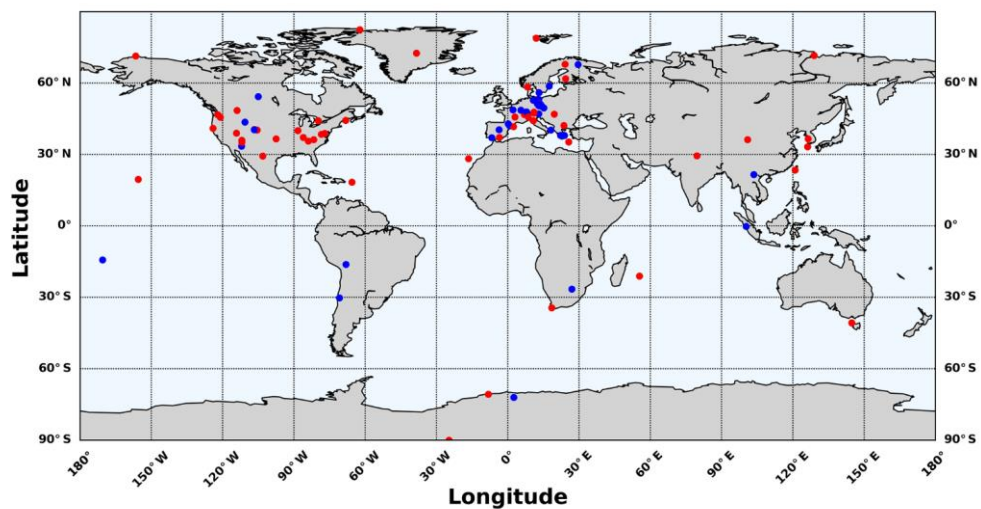 60° N
60° N
30° N
30° N
0°
0°
30° S
30° S
60° S
60° S
90° S
90° S
180°
150° W
120° W
90° W
60° W
30° W
0°
30° E
60° E
90° E
120° E
150° E
180°
Latitude
Longitude